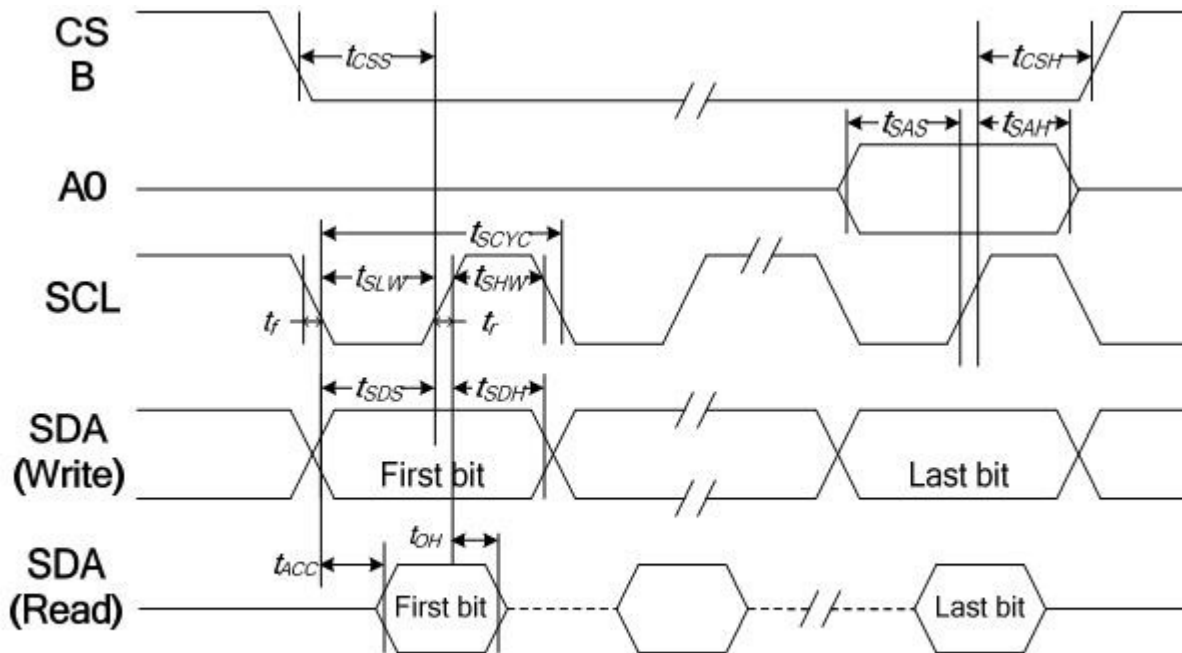 CS
B
tCSS
tCSH
tSAS
tSAH
A0
tSCYC
tSLW
tSHW
SCL
tf
tr
tSDS
tSDH
SDA
(Write)
First bit
Last bit
tOH
tACC
SDA
(Read)
First bit
Last bit